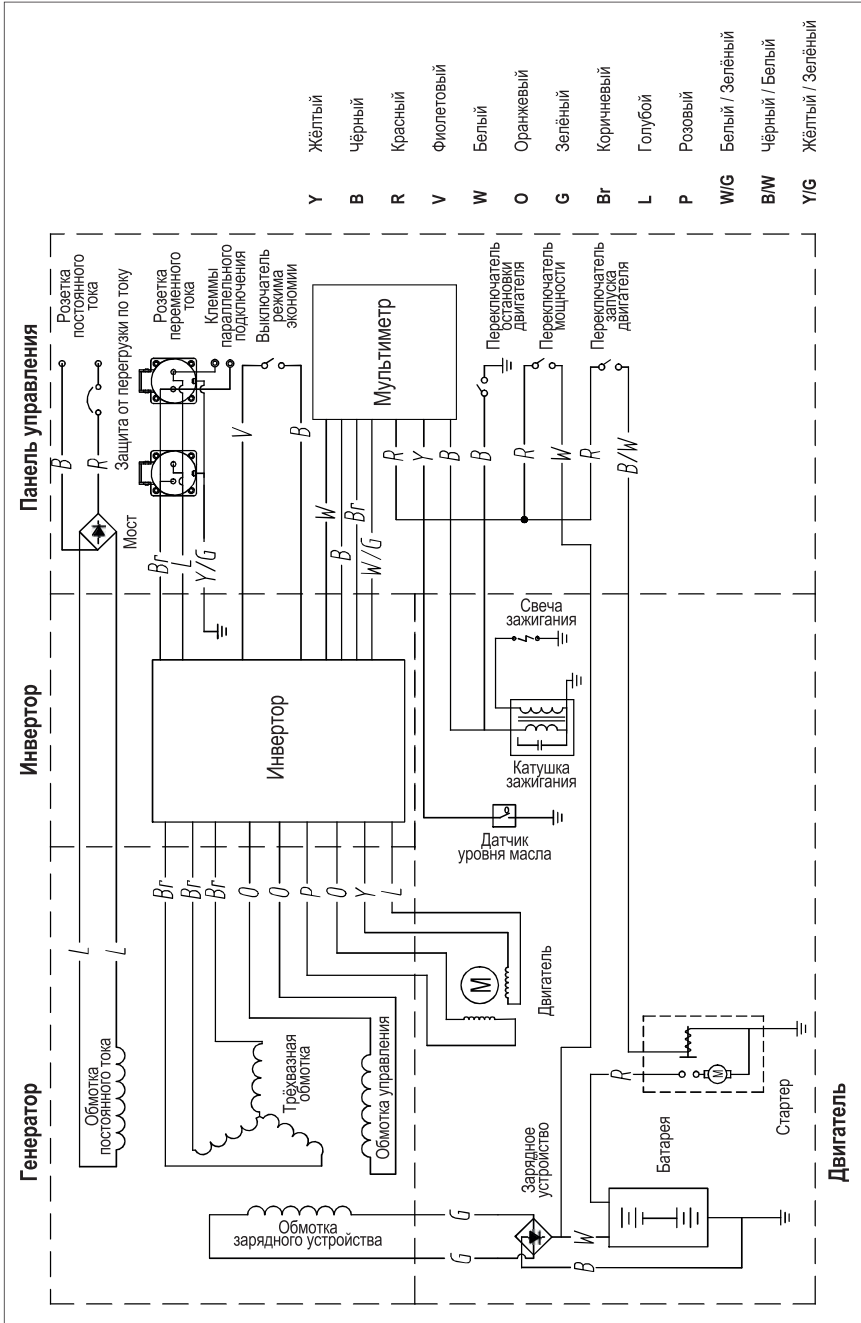 Генератор
Инвертор
Панель управления
Обмотка
постоянного тока
L
L
Мост
B
R
Розетка
постоянного
тока
Защита от перегрузки по току
Розетка
переменного
тока
Клеммы
параллельного
подключения
Выключатель
режима
экономии
Br
L
Y/G
V
B
Трёхвазная
обмотка
Обмотка управления
Br
Br
Br
O
O
P
O
Y
L
Инвертор
W
B
Br
W/G
Мультиметр
R
Y
B
B
R
W
R
B/W
Переключатель
остановки
двигателя
Переключатель
мощности
Переключатель
запуска
двигателя
Обмотка
зарядного устройства
G
G
Зарядное
устройство
W
B
Батарея
R
M
Стартер
M
Двигатель
Датчик
уровня масла
Катушка
зажигания
Свеча
зажигания
Двигатель
Y Жёлтый
B Чёрный
R Красный
V Фиолетовый
W Белый
O Оранжевый
G Зелёный
Br Коричневый
L Голубой
P Розовый
W/G Белый / Зелёный
B/W Чёрный / Белый
Y/G Жёлтый / Зелёный